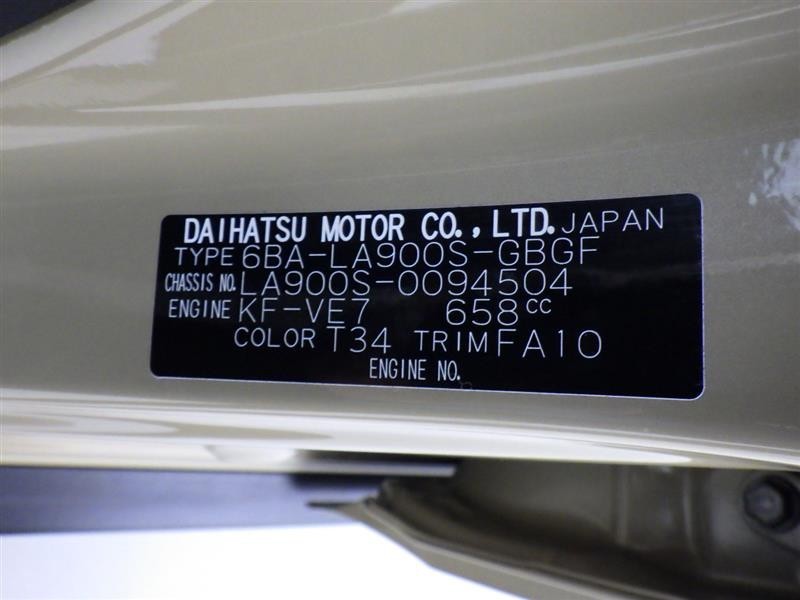 DAIHATSU MOTOR CO., LTD. JAPAN
TYPE 6BA-LA900S-GBGF
CHASSIS NO. LA900S-0094504
ENGINE KF-VE7 658CC
COLOR T34 TRIM FA10
ENGINE NO.